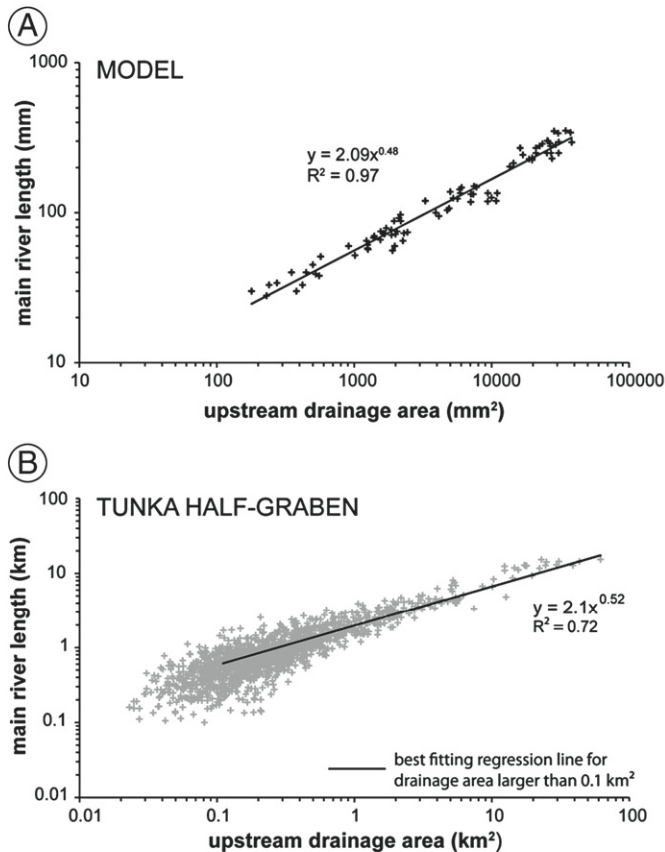 A
MODEL
1000
100
10
main river length (mm)
y = 2.09x^0.48
R² = 0.97
10 100 1000 10000 100000
upstream drainage area (mm²)
B
TUNKA HALF-GRABEN
100
10
1
0.1
0.01
main river length (km)
y = 2.1x^0.52
R² = 0.72
best fitting regression line for
drainage area larger than 0.1 km²
0.01 0.1 1 10 100
upstream drainage area (km²)